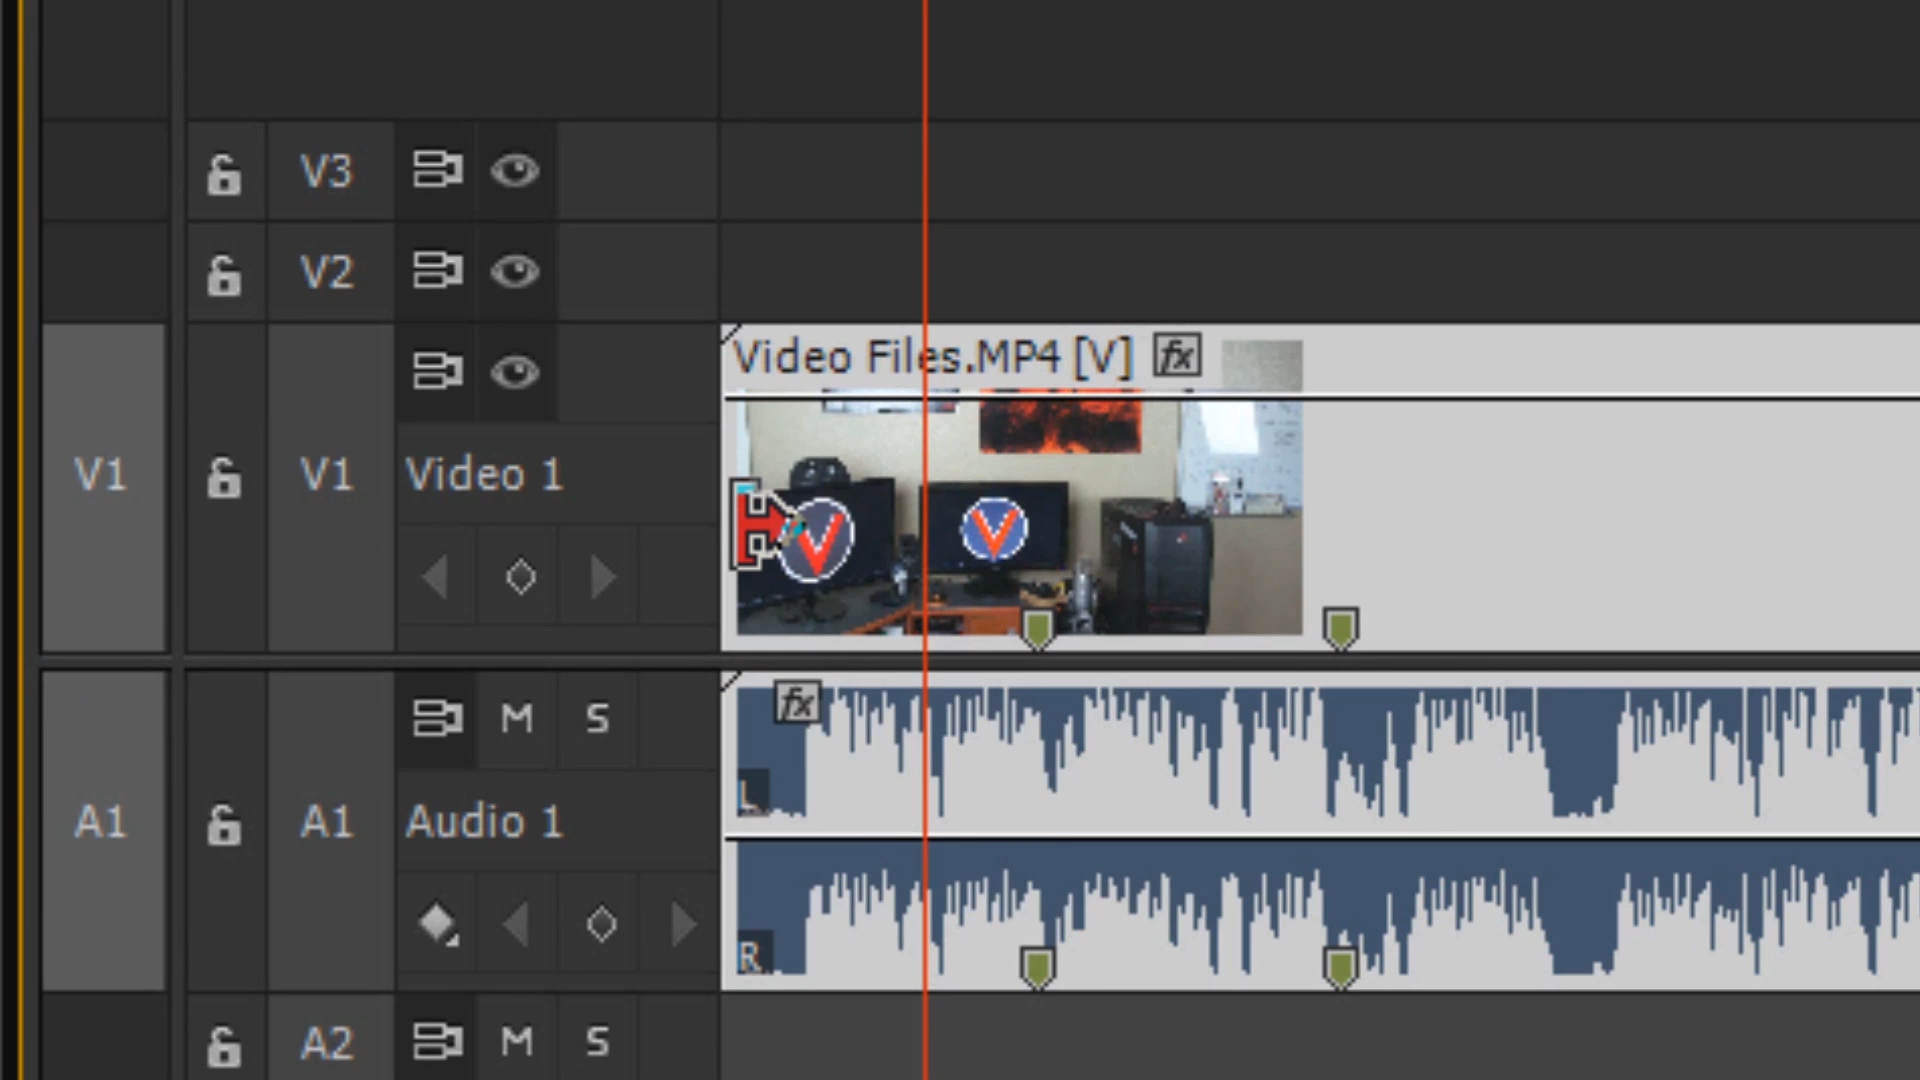 V3
V2
Video Files.MP4 [V] fx
V1 V1 Video 1
V V
M S fx
L
A1 A1 Audio 1
R
A2 M S